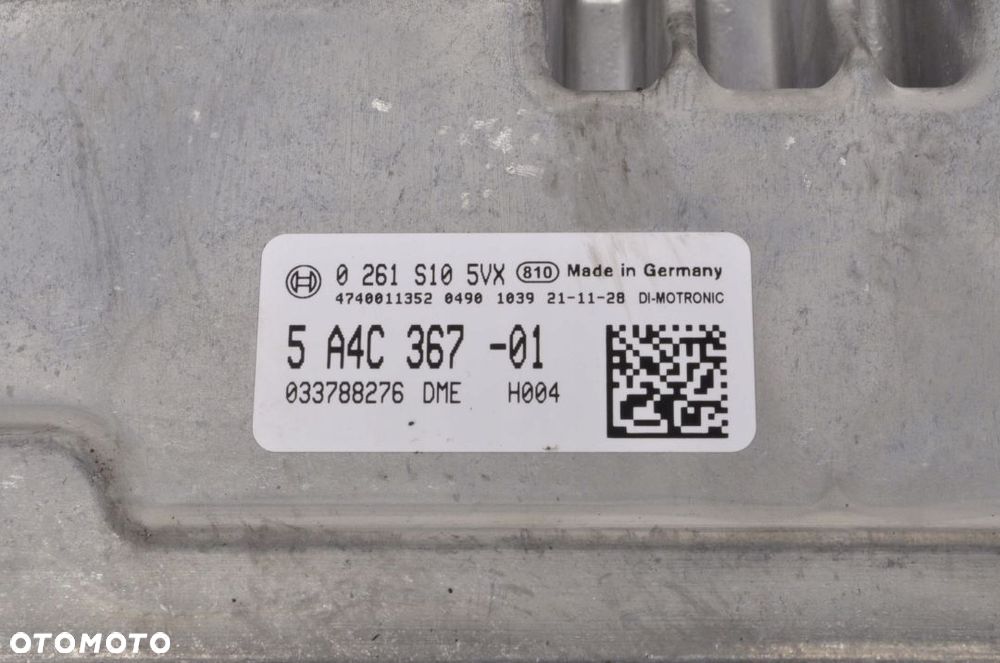 0 261 S10 5VX 810 Made in Germany
4740011352 0490 1039 21-11-28 DI-MOTRONIC
5 A4C 367 -01
033788276 DME H004
OTOMOTO